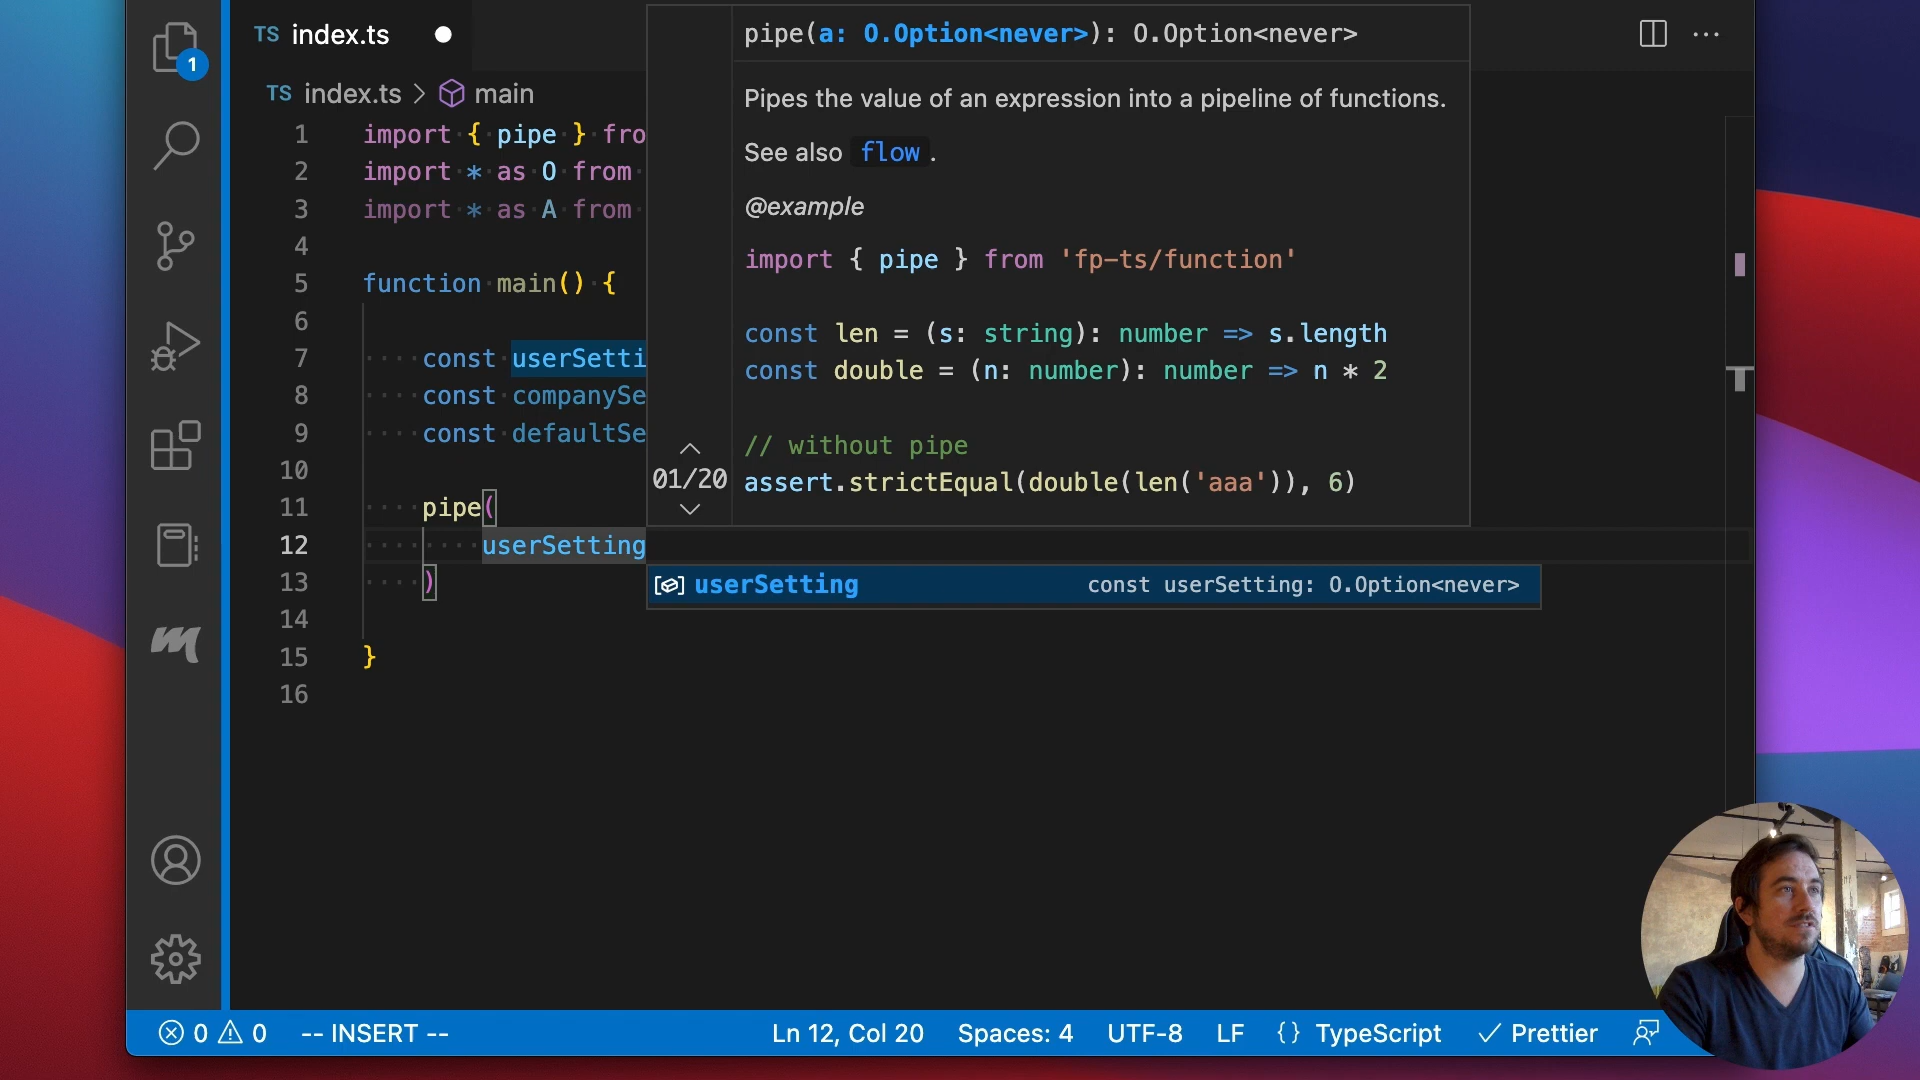 TS index.ts
1
TS index.ts > main
1 import { pipe } fro
2 import * as O from
3 import * as A from
4
5 function main() {
6
7 const userSetti
8 const companySe
9 const defaultSe
10
11 pipe(
12 userSetting
13 )
14
15 }
16
pipe(a: O.Option<never>): O.Option<never>
Pipes the value of an expression into a pipeline of functions.
See also flow .
@example
import { pipe } from 'fp-ts/function'
const len = (s: string): number => s.length
const double = (n: number): number => n * 2
// without pipe
01/20
assert.strictEqual(double(len('aaa')), 6)
userSetting const userSetting: O.Option<never>
0 0 -- INSERT -- Ln 12, Col 20 Spaces: 4 UTF-8 LF {} TypeScript Prettier